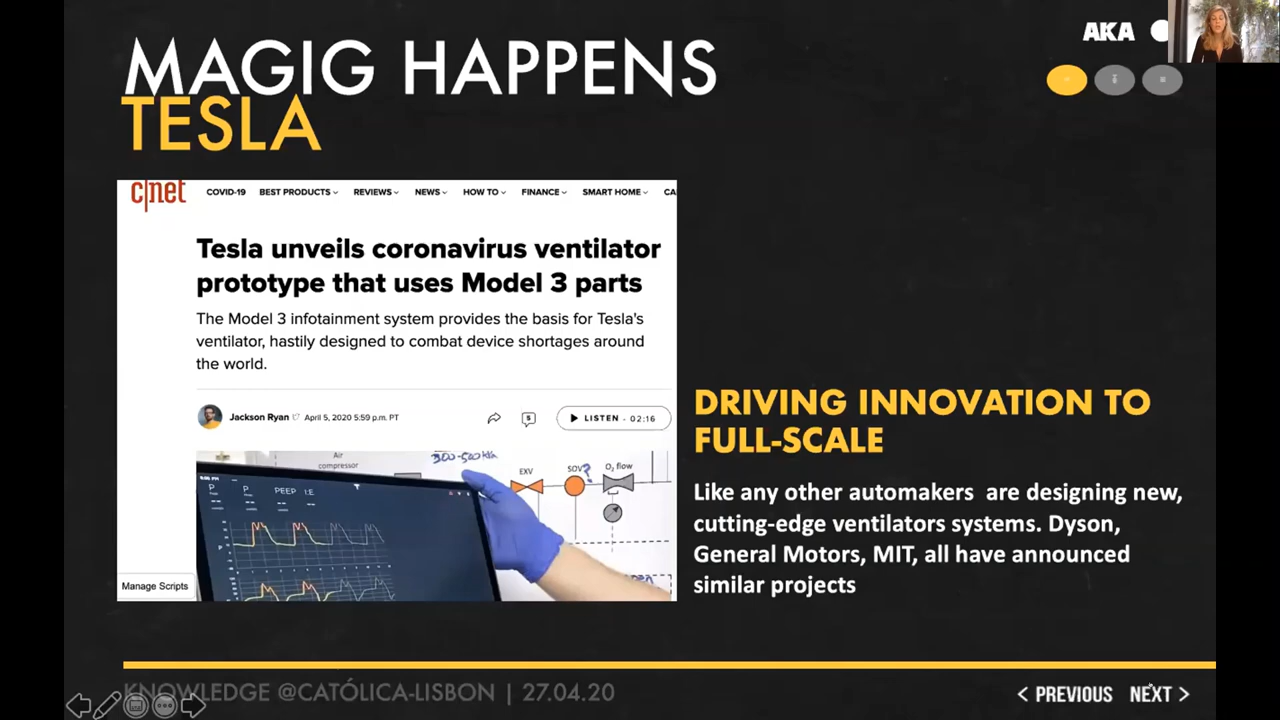 MAGIG HAPPENS
TESLA
AKA
c|net
COVID-19 BEST PRODUCTS REVIEWS NEWS HOW TO FINANCE SMART HOME CA
Tesla unveils coronavirus ventilator
prototype that uses Model 3 parts
The Model 3 infotainment system provides the basis for Tesla's
ventilator, hastily designed to combat device shortages around
the world.
Jackson Ryan April 5, 2020 5:59 p.m. PT
5
LISTEN - 02:16
Air
compressor
300-500kPa
EXV
SOV?
O₂ flow
P P PEEP I:E
P
Manage Scripts
DRIVING INNOVATION TO
FULL-SCALE
Like any other automakers are designing new,
cutting-edge ventilators systems. Dyson,
General Motors, MIT, all have announced
similar projects
KNOWLEDGE @CATÓLICA-LISBON | 27.04.20
< PREVIOUS NEXT >